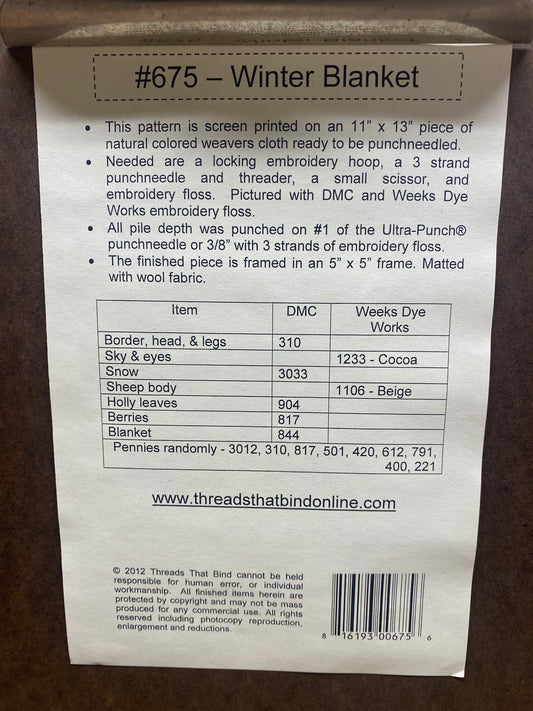 #675 – Winter Blanket
• This pattern is screen printed on an 11” x 13” piece of
natural colored weavers cloth ready to be punchneedled.
• Needed are a locking embroidery hoop, a 3 strand
punchneedle and threader, a small scissor, and
embroidery floss. Pictured with DMC and Weeks Dye
Works embroidery floss.
• All pile depth was punched on #1 of the Ultra-Punch®
punchneedle or 3/8” with 3 strands of embroidery floss.
• The finished piece is framed in an 5” x 5” frame. Matted
with wool fabric.
Item DMC Weeks Dye
Works
Border, head, & legs 310
Sky & eyes 1233 - Cocoa
Snow 3033
Sheep body 1106 - Beige
Holly leaves 904
Berries 817
Blanket 844
Pennies randomly - 3012, 310, 817, 501, 420, 612, 791,
400, 221
www.threadsthatbindonline.com
© 2012 Threads That Bind cannot be held
responsible for human error, or individual
workmanship. All finished items herein are
protected by copyright and may not be mass
produced for any commercial use. All rights
reserved including photocopy reproduction,
enlargement and reductions.
8 16193 00675 6